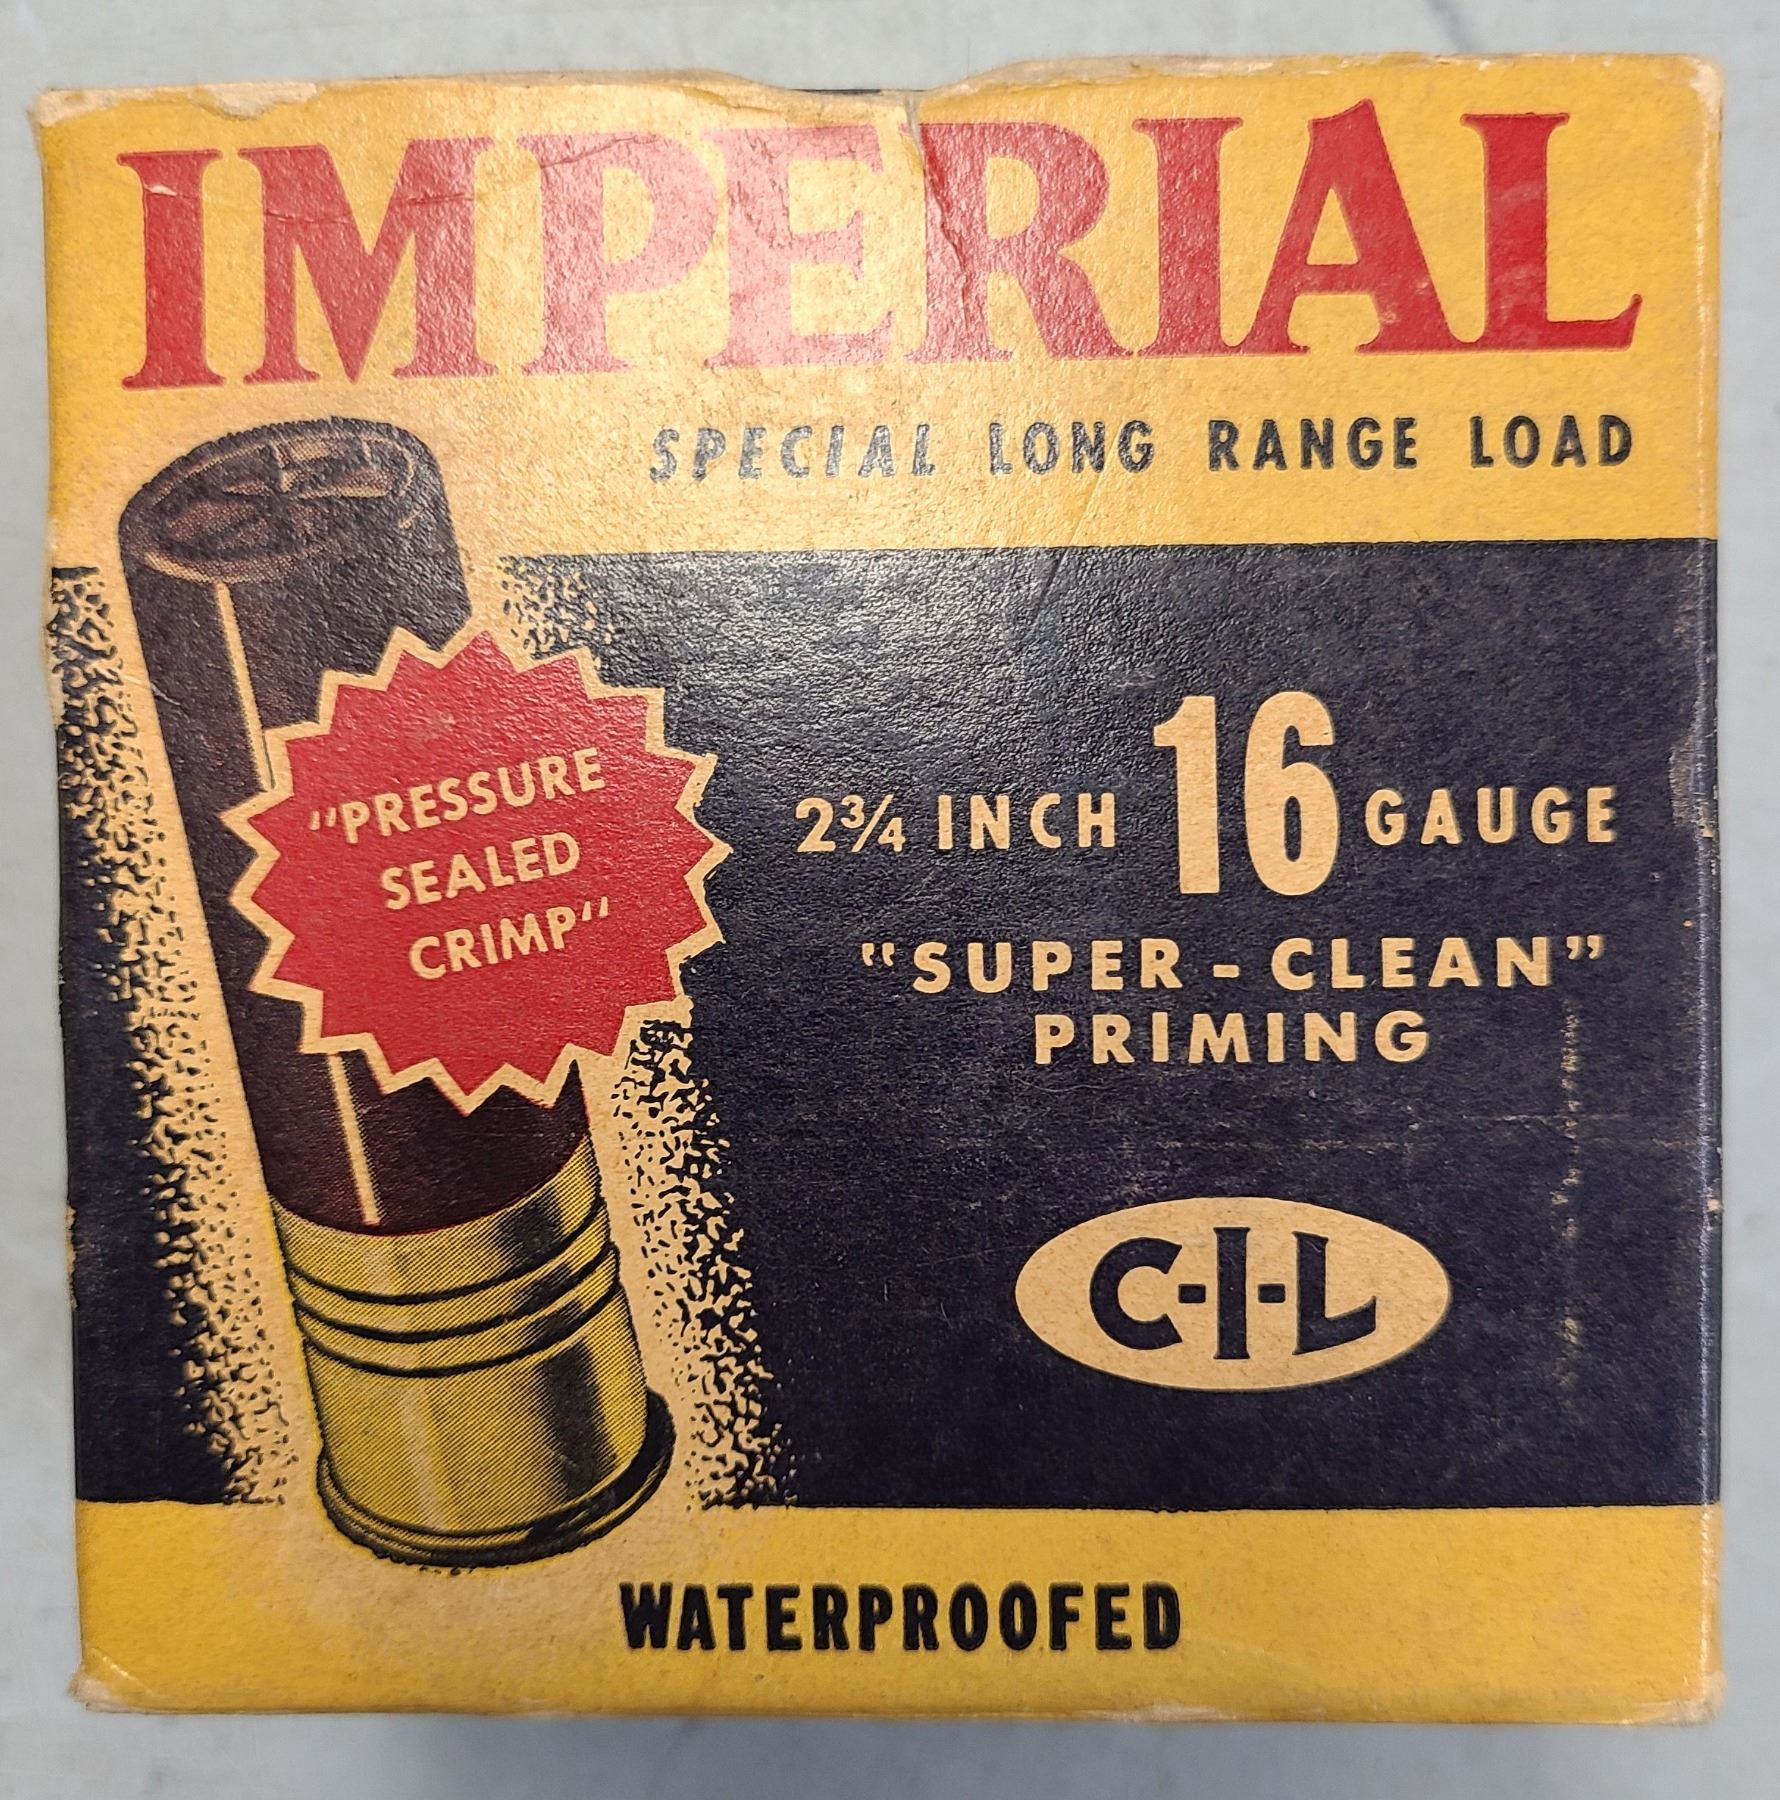 IMPERIAL
SPECIAL LONG RANGE LOAD
"PRESSURE
SEALED
CRIMP"
2¾ INCH 16 GAUGE
"SUPER-CLEAN"
PRIMING
C-I-L
WATERPROOFED